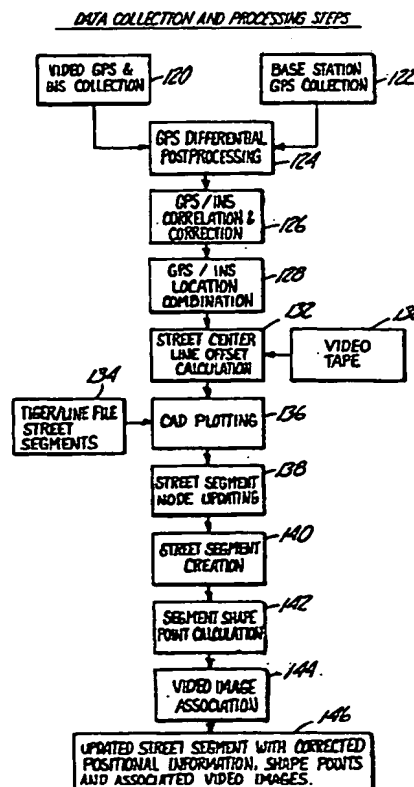 DATA COLLECTION AND PROCESSING STEPS
VIDEO GPS &
INS COLLECTION
120
BASE STATION
GPS COLLECTION
122
GPS DIFFERENTIAL
POSTPROCESSING
124
GPS / INS
CORRELATION &
CORRECTION
126
GPS / INS
LOCATION
COMBINATION
128
132
STREET CENTER
LINE OFFSET
CALCULATION
VIDEO
TAPE
134
TIGER/LINE FILE
STREET
SEGMENTS
CAD PLOTTING
136
STREET SEGMENT
NODE UPDATING
138
STREET SEGMENT
CREATION
140
SEGMENT SHAPE
POINT CALCULATION
142
VIDEO IMAGE
ASSOCIATION
144
146
UPDATED STREET SEGMENT WITH CORRECTED
POSITIONAL INFORMATION, SHAPE POINTS
AND ASSOCIATED VIDEO IMAGES.